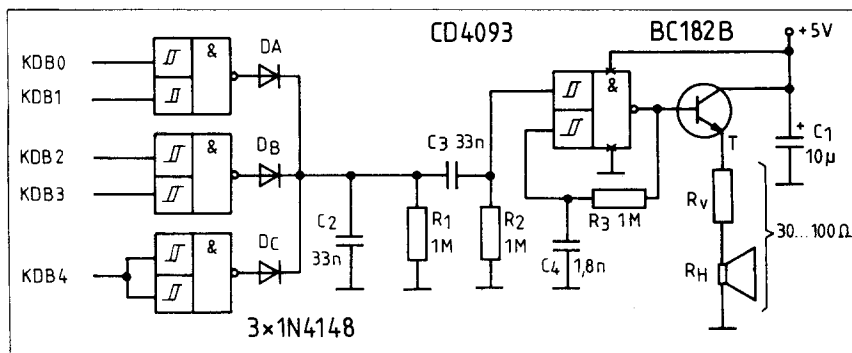 CD4093
BC182B
+5V
KDB0
KDB1
&
DA
KDB2
KDB3
&
DB
KDB4
&
DC
3×1N4148
C2
33n
R1
1M
C3 33n
R2
1M
&
R3 1M
C4
1,8n
T
+
C1
10µ
RV
RH
30...100Ω